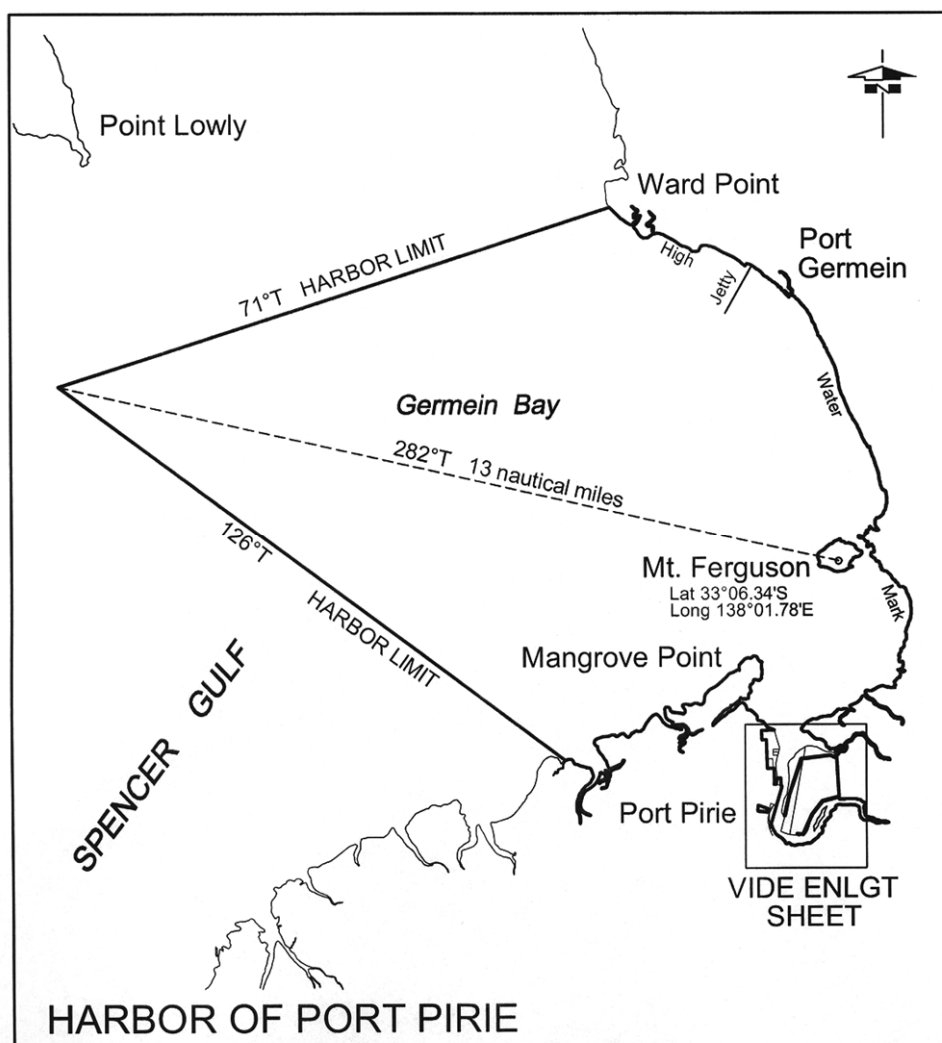 Point Lowly
Ward Point
Port
Germein
High
Jetty
71°T HARBOR LIMIT
Water
Germein Bay
282°T 13 nautical miles
126°T
HARBOR LIMIT
Mt. Ferguson
Lat 33°06.34'S
Long 138°01.78'E
Mark
Mangrove Point
SPENCER GULF
Port Pirie
VIDE ENLGT
SHEET
HARBOR OF PORT PIRIE
N